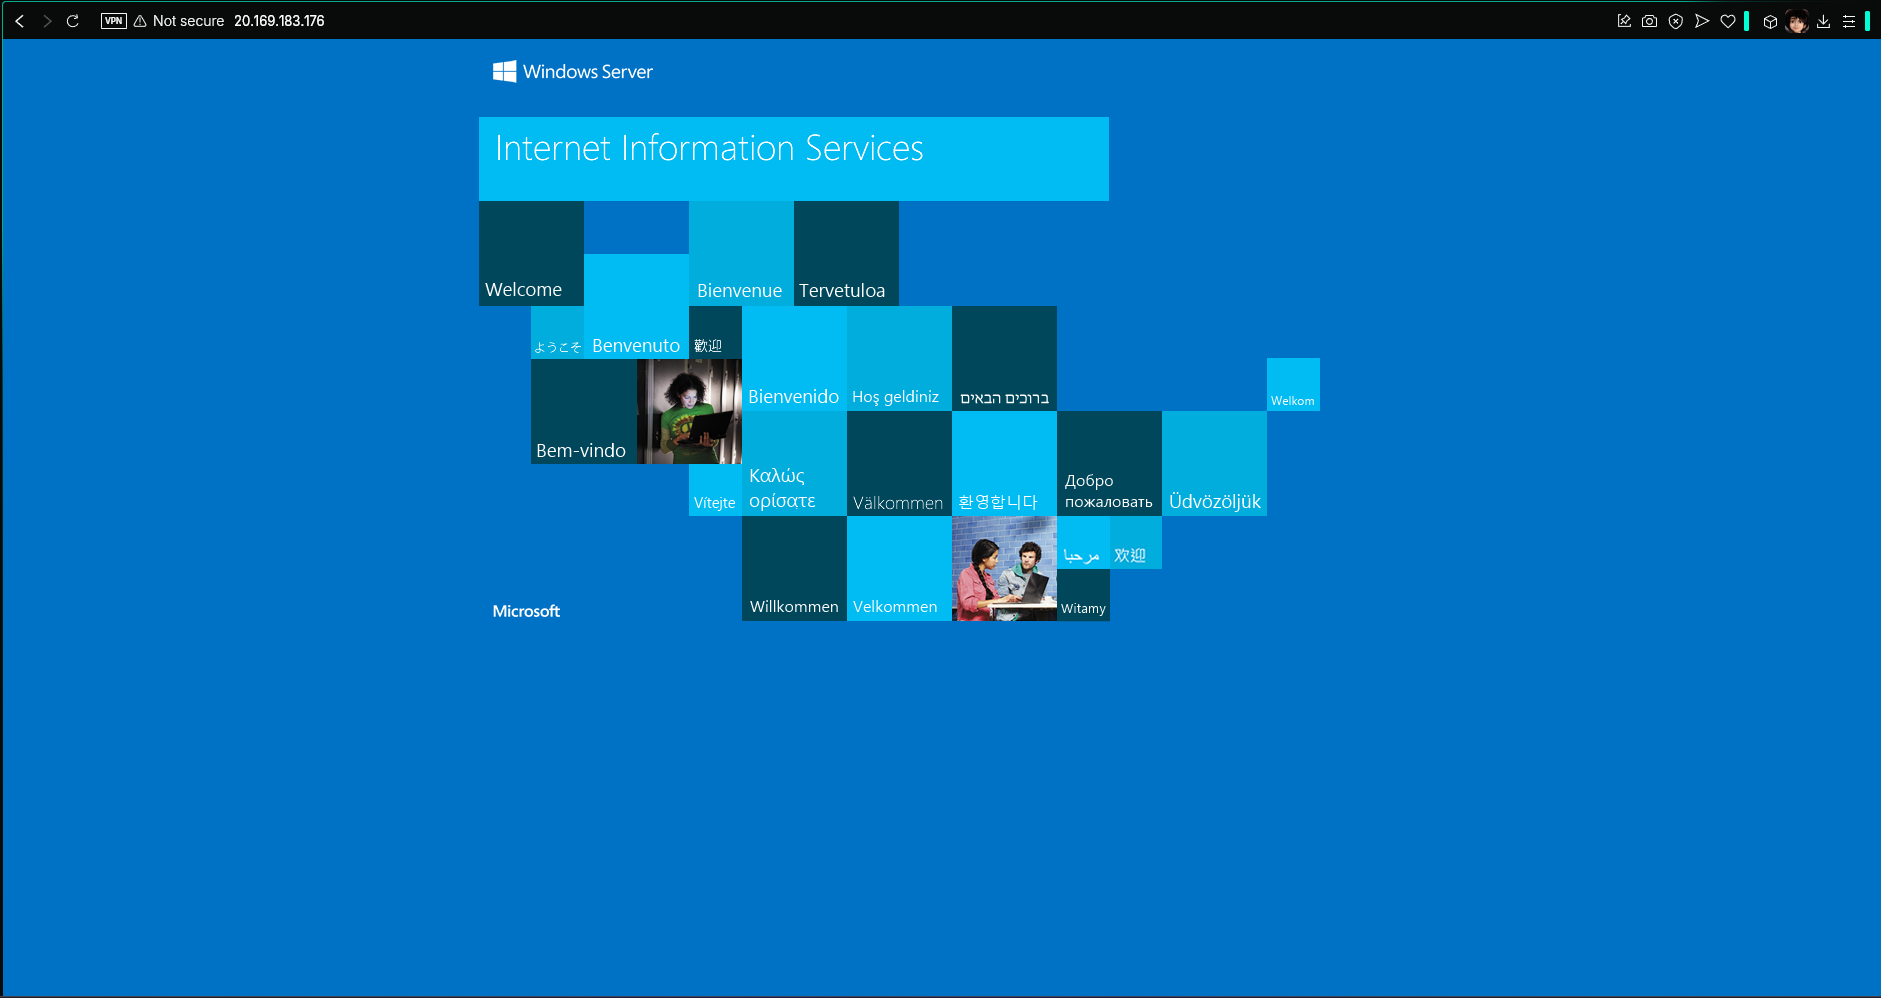 VPN Not secure 20.169.183.176
Windows Server
Internet Information Services
Welcome
Bienvenue
Tervetuloa
ようこそ
Benvenuto
歡迎
Bienvenido
Hoş geldiniz
ברוכים הבאים
Welkom
Bem-vindo
Vítejte
Καλώς
ορίσατε
Välkommen
환영합니다
Добро
пожаловать
Üdvözöljük
Willkommen
Velkommen
مرحبا
欢迎
Witamy
Microsoft